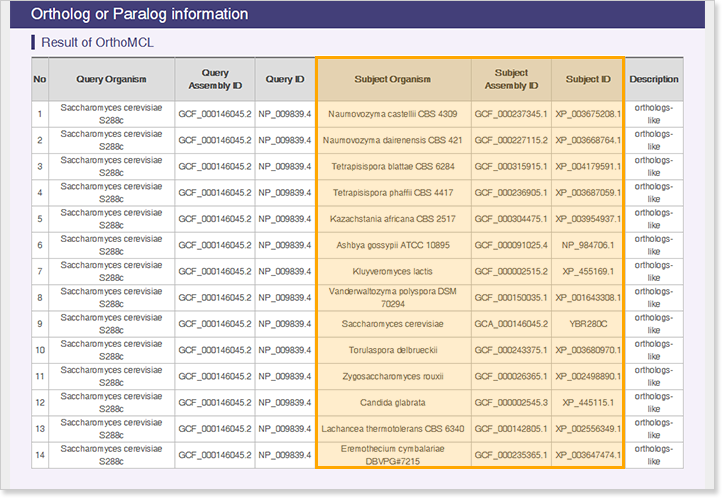 Ortholog or Paralog information
Result of OrthoMCL
No Query Organism Query Assembly ID Query ID Subject Organism Subject Assembly ID Subject ID Description
1 Saccharomyces cerevisiae S288c GCF_000146045.2 NP_009839.4 Naumovozyma castellii CBS 4309 GCF_000237345.1 XP_003675208.1 orthologs-like
2 Saccharomyces cerevisiae S288c GCF_000146045.2 NP_009839.4 Naumovozyma dairenensis CBS 421 GCF_000227115.2 XP_003668764.1 orthologs-like
3 Saccharomyces cerevisiae S288c GCF_000146045.2 NP_009839.4 Tetrapisispora blattae CBS 6284 GCF_000315915.1 XP_004179591.1 orthologs-like
4 Saccharomyces cerevisiae S288c GCF_000146045.2 NP_009839.4 Tetrapisispora phaffii CBS 4417 GCF_000236905.1 XP_003687059.1 orthologs-like
5 Saccharomyces cerevisiae S288c GCF_000146045.2 NP_009839.4 Kazachstania africana CBS 2517 GCF_000304475.1 XP_003954937.1 orthologs-like
6 Saccharomyces cerevisiae S288c GCF_000146045.2 NP_009839.4 Ashbya gossypii ATCC 10895 GCF_000091025.4 NP_984706.1 orthologs-like
7 Saccharomyces cerevisiae S288c GCF_000146045.2 NP_009839.4 Kluyveromyces lactis GCF_000002515.2 XP_455169.1 orthologs-like
8 Saccharomyces cerevisiae S288c GCF_000146045.2 NP_009839.4 Vanderwaltozyma polyspora DSM 70294 GCF_000150035.1 XP_001643308.1 orthologs-like
9 Saccharomyces cerevisiae S288c GCF_000146045.2 NP_009839.4 Saccharomyces cerevisiae GCA_000146045.2 YBR280C orthologs-like
10 Saccharomyces cerevisiae S288c GCF_000146045.2 NP_009839.4 Torulaspora delbrueckii GCF_000243375.1 XP_003680970.1 orthologs-like
11 Saccharomyces cerevisiae S288c GCF_000146045.2 NP_009839.4 Zygosaccharomyces rouxii GCF_000026365.1 XP_002498890.1 orthologs-like
12 Saccharomyces cerevisiae S288c GCF_000146045.2 NP_009839.4 Candida glabrata GCF_000002545.3 XP_445115.1 orthologs-like
13 Saccharomyces cerevisiae S288c GCF_000146045.2 NP_009839.4 Lachancea thermotolerans CBS 6340 GCF_000142805.1 XP_002556349.1 orthologs-like
14 Saccharomyces cerevisiae S288c GCF_000146045.2 NP_009839.4 Eremothecium cymbalariae DBVPG#7215 GCF_000235365.1 XP_003647474.1 orthologs-like